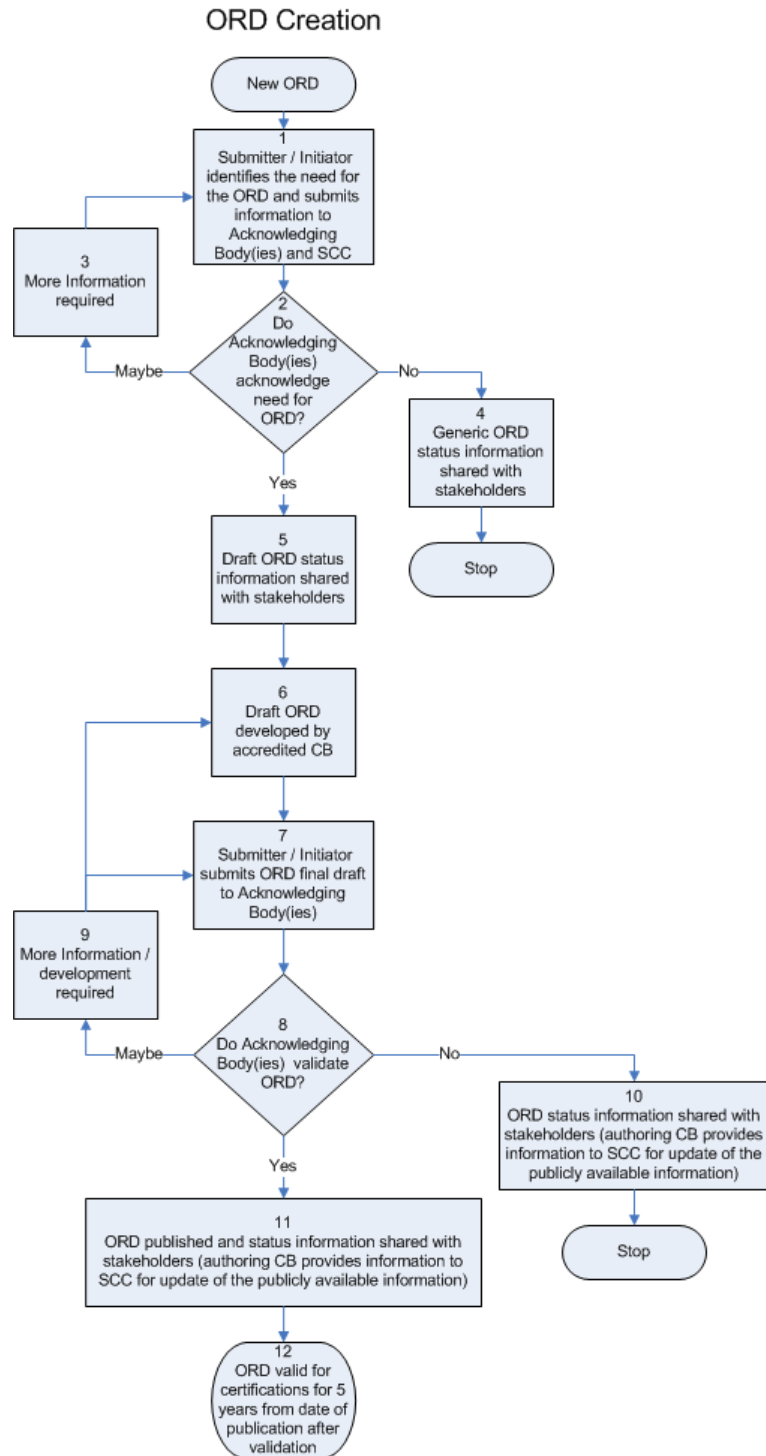 ORD Creation
New ORD
1
Submitter / Initiator
identifies the need for
the ORD and submits
information to
Acknowledging
Body(ies) and SCC
3
More Information
required
2
Do
Acknowledging
Body(ies)
acknowledge
need for
ORD?
Maybe
No
4
Generic ORD
status information
shared with
stakeholders
Yes
Stop
5
Draft ORD status
information shared
with stakeholders
6
Draft ORD
developed by
accredited CB
7
Submitter / Initiator
submits ORD final draft
to Acknowledging
Body(ies)
9
More Information /
development
required
8
Do Acknowledging
Body(ies) validate
ORD?
Maybe
No
10
ORD status information shared with
stakeholders (authoring CB provides
information to SCC for update of the
publicly available information)
Yes
Stop
11
ORD published and status information shared with
stakeholders (authoring CB provides information to
SCC for update of the publicly available information)
12
ORD valid for
certifications for 5
years from date of
publication after
validation